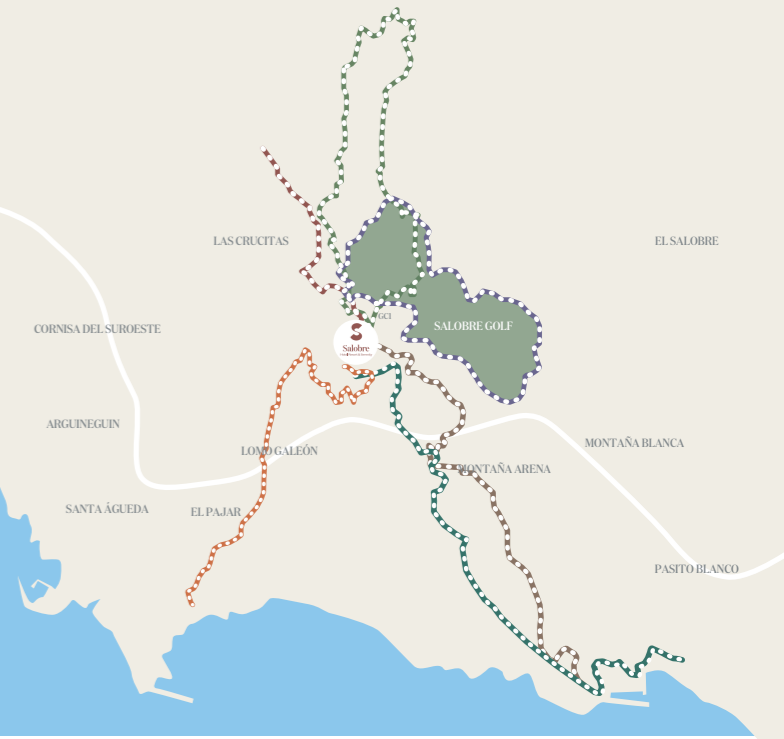 LAS CRUCITAS
EL SALOBRE
GCI
SALOBRE GOLF
CORNISA DEL SUROESTE
Salobre
ARGUINEGUIN
LOMO GALEÓN
MONTAÑA BLANCA
MONTAÑA ARENA
SANTA ÁGUEDA
EL PAJAR
PASITO BLANCO